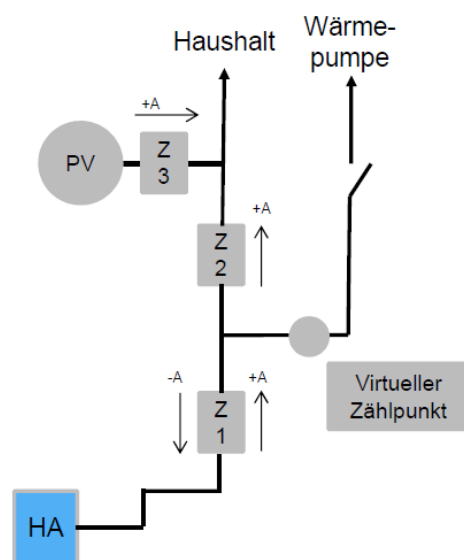 Haushalt
Wärme-
pumpe
+A
PV
Z
3
+A
Z
2
-A
+A
Z
1
Virtueller
Zählpunkt
HA